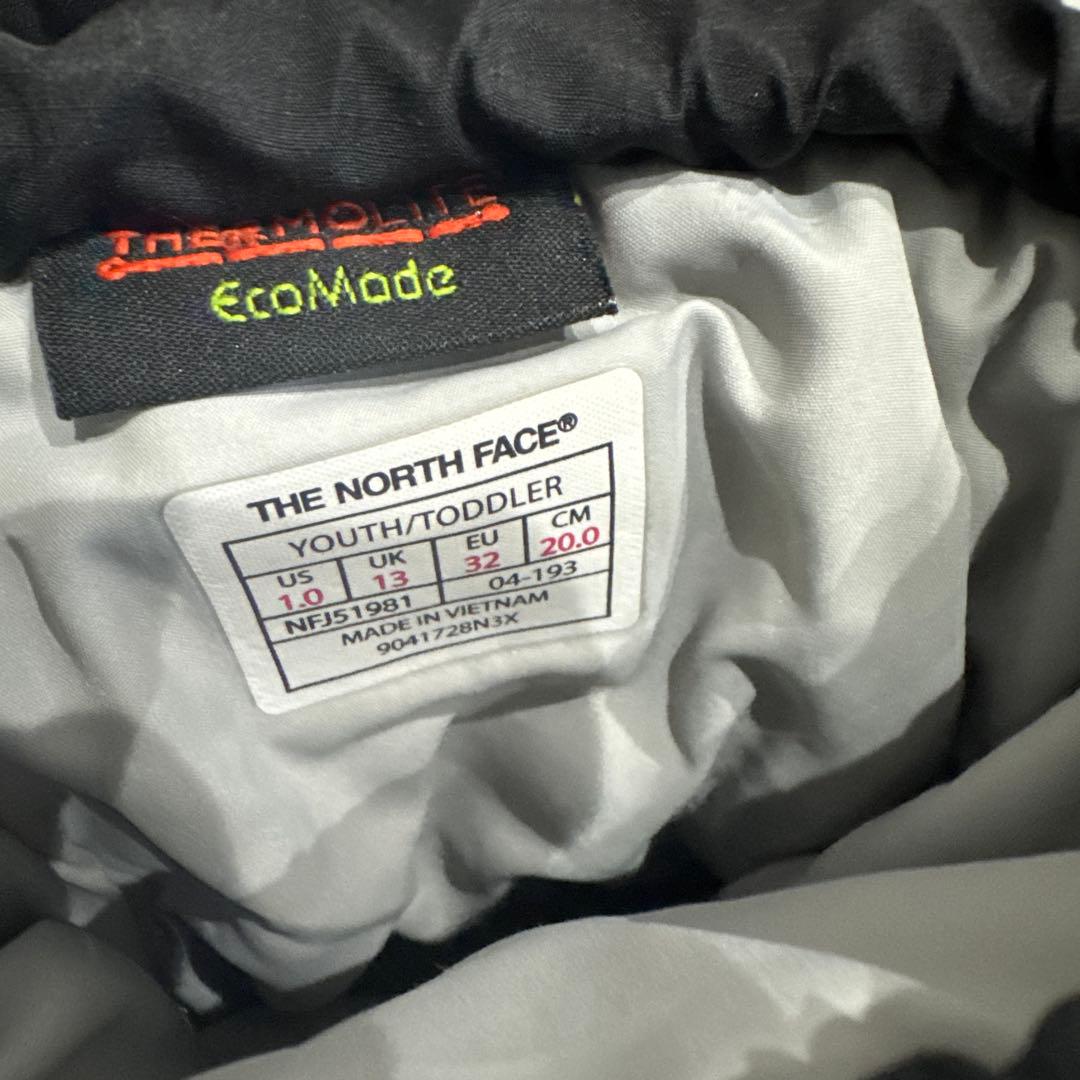 THERMOLITE
EcoMade
THE NORTH FACE®
YOUTH/TODDLER
US UK EU CM
1.0 13 32 20.0
NFJ51981 04-193
MADE IN VIETNAM
9041728N3X